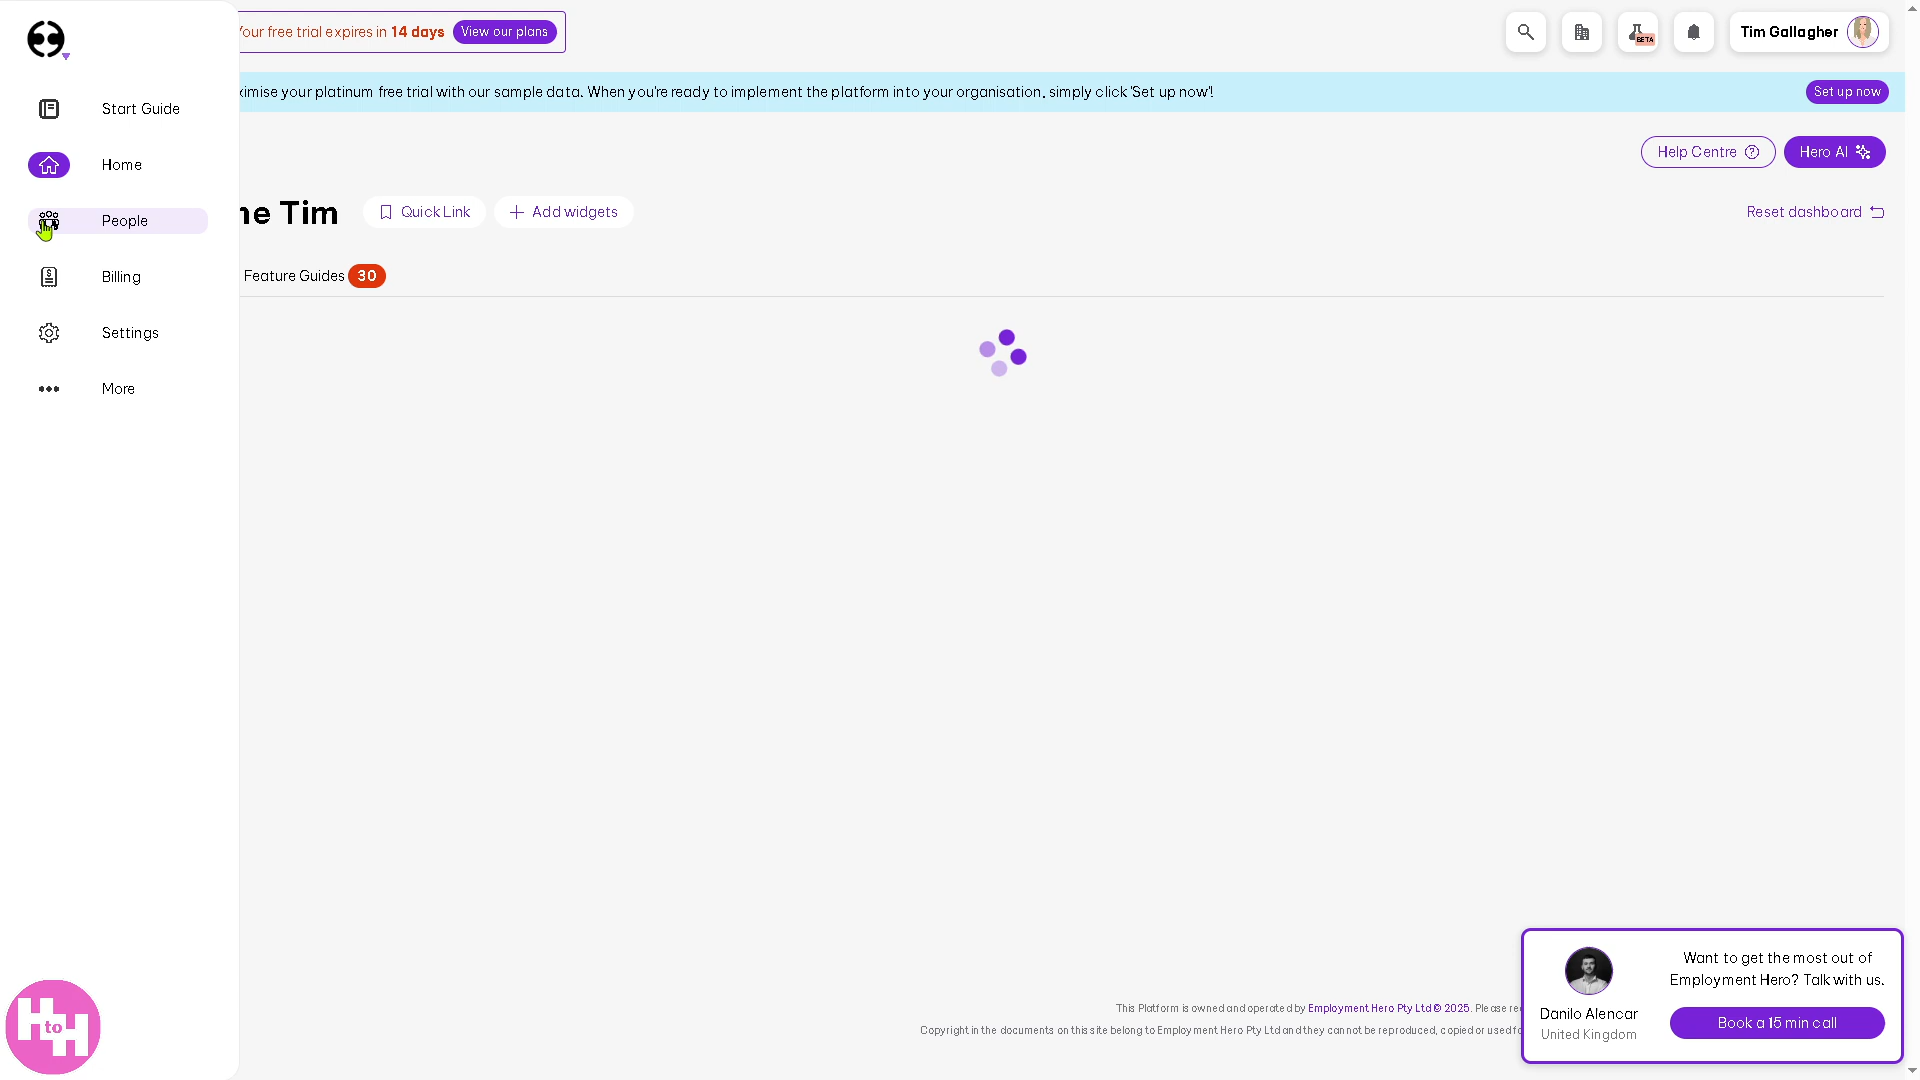 Your free trial expires in 14 days
View our plans
BETA
Tim Gallagher
ximise your platinum free trial with our sample data. When you're ready to implement the platform into your organisation, simply click 'Set up now'!
Set up now
Start Guide
Home
People
Billing
Settings
More
Help Centre
Hero AI
ne Tim
Quick Link
Add widgets
Reset dashboard
Feature Guides 30
Want to get the most out of
Employment Hero? Talk with us.
Danilo Alencar
United Kingdom
Book a 15 min call
This Platform is owned and operated by Employment Hero Pty Ltd © 2025. Please rea
Copyright in the documents on this site belong to Employment Hero Pty Ltd and they cannot be reproduced, copied or used fo
H to H